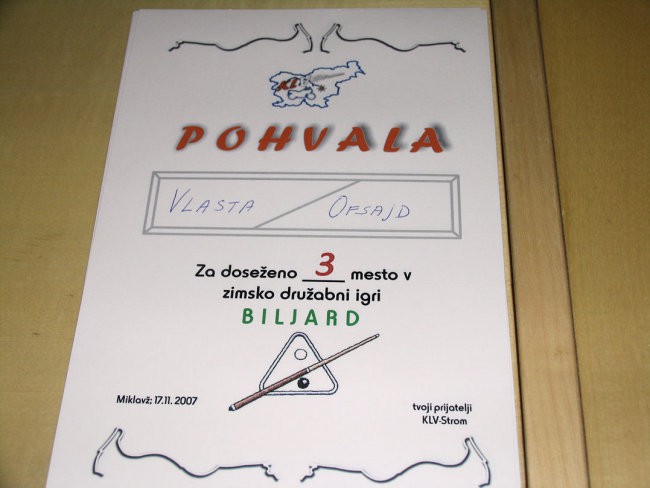 KL
POHVALA
VLASTA / OFSAJD
Za doseženo 3 mesto v
zimsko družabni igri
BILJARD
Miklavž; 17.11. 2007
tvoji prijatelji
KLV-Strom